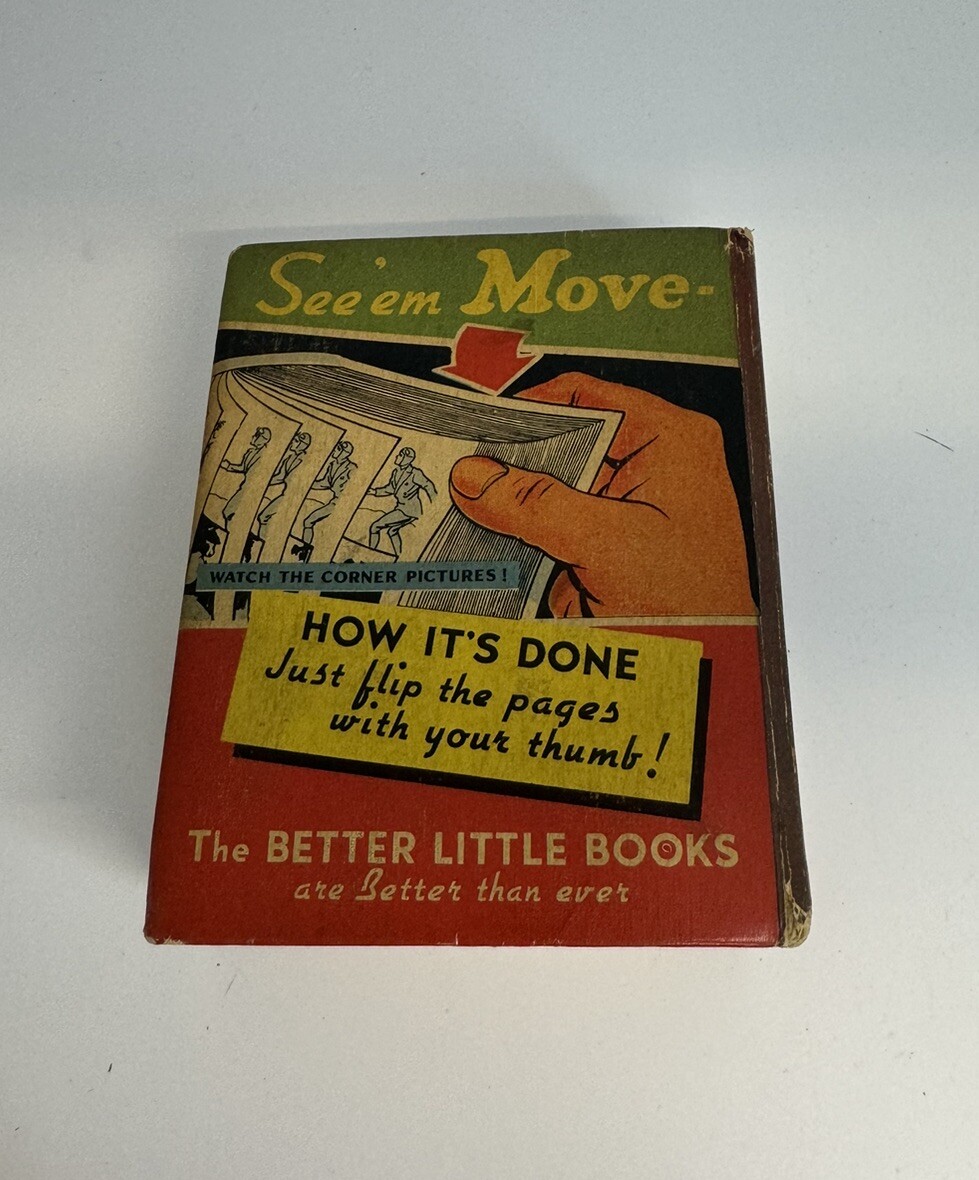 See'em Move-
WATCH THE CORNER PICTURES!
HOW IT'S DONE
Just flip the pages
with your thumb!
The BETTER LITTLE BOOKS
are Better than ever